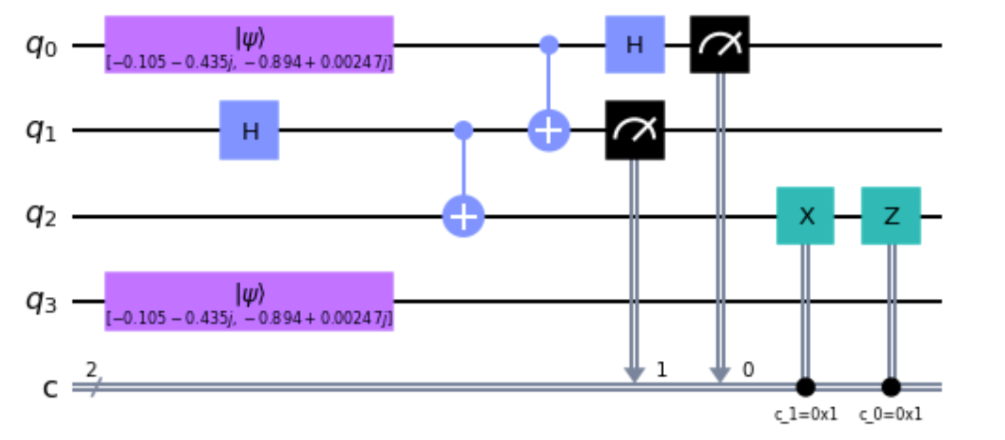 q0
|ψ⟩
[−0.105 − 0.435j, −0.894 + 0.00247j]
H
q1
H
q2
X
Z
q3
|ψ⟩
[−0.105 − 0.435j, −0.894 + 0.00247j]
c
2
1
0
c_1=0x1
c_0=0x1